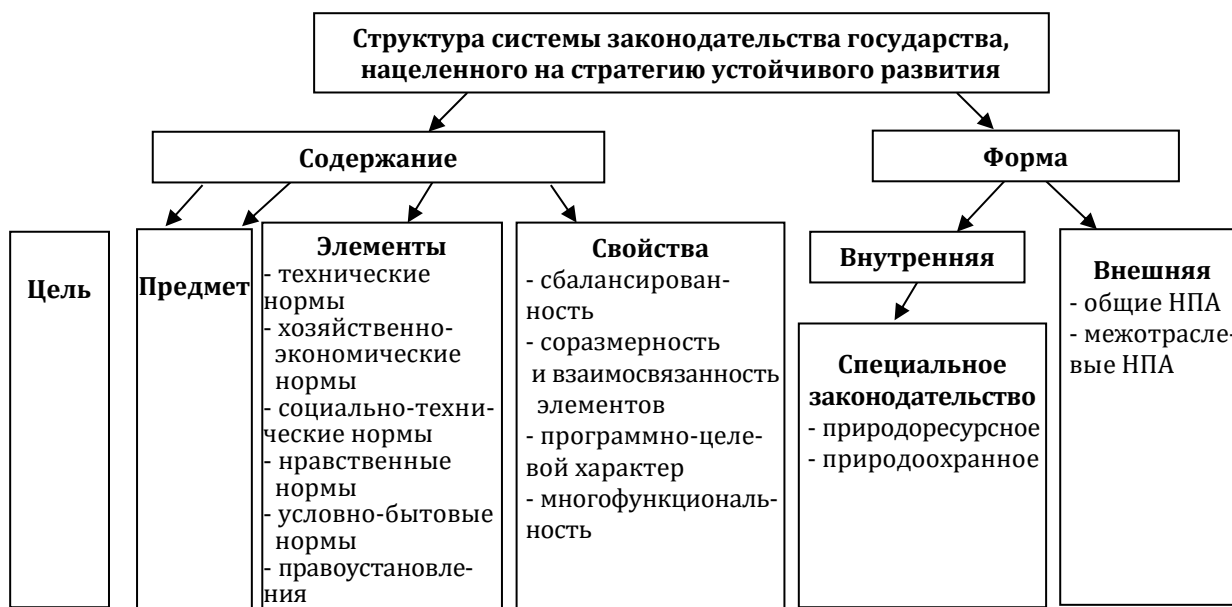 Структура системы законодательства государства,
нацеленного на стратегию устойчивого развития
Содержание
Форма
Цель
Предмет
Элементы
- технические
нормы
- хозяйственно-
экономические
нормы
- социально-техни-
ческие нормы
- нравственные
нормы
- условно-бытовые
нормы
- правоустановле-
ния
Свойства
- сбалансирован-
ность
- соразмерность
и взаимосвязанность
элементов
- программно-целе-
вой характер
- многофункциональ-
ность
Внутренняя
Специальное
законодательство
- природоресурсное
- природоохранное
Внешняя
- общие НПА
- межотрасле-
вые НПА